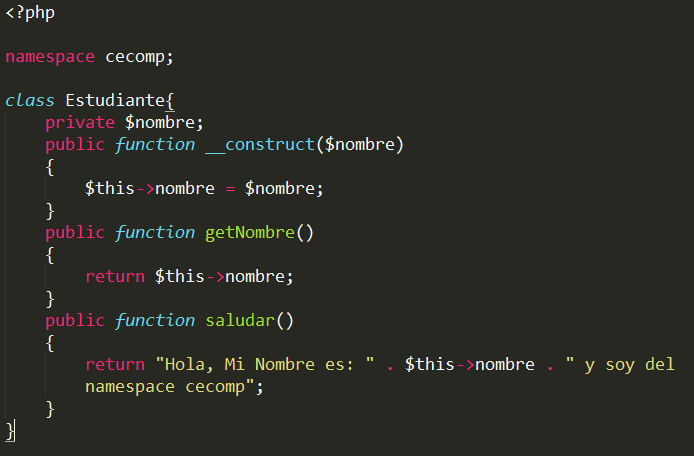 <?php
namespace cecomp;
class Estudiante{
private $nombre;
public function __construct($nombre)
{
$this->nombre = $nombre;
}
public function getNombre()
{
return $this->nombre;
}
public function saludar()
{
return "Hola, Mi Nombre es: " . $this->nombre . " y soy del
namespace cecomp";
}
}